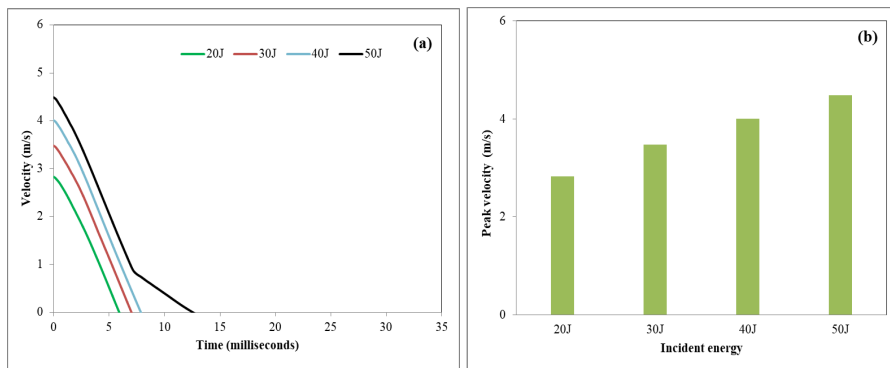 (a)
20J 30J 40J 50J
Velocity (m/s)
6
5
4
3
2
1
0
0 5 10 15 20 25 30 35
Time (milliseconds)
(b)
Peak velocity (m/s)
6
4
2
0
20J 30J 40J 50J
Incident energy